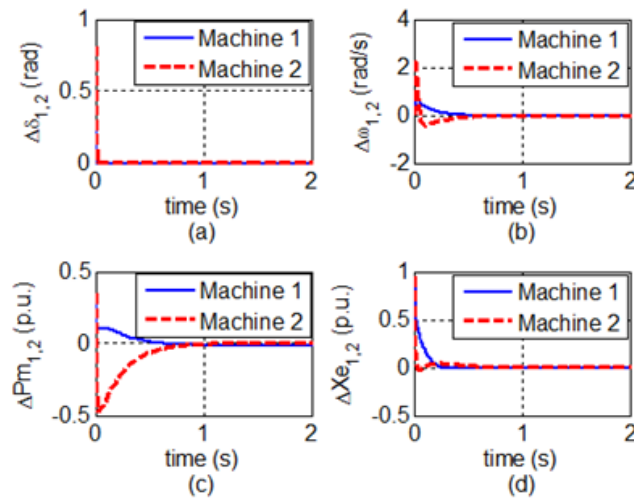 Δδ1,2 (rad)
1
0.5
0
Machine 1
Machine 2
0 1 2
time (s)
(a)
Δω1,2 (rad/s)
4
2
0
-2
Machine 1
Machine 2
0 1 2
time (s)
(b)
ΔPm1,2 (p.u.)
0.5
0
-0.5
Machine 1
Machine 2
0 1 2
time (s)
(c)
ΔXe1,2 (p.u.)
1
0.5
0
-0.5
Machine 1
Machine 2
0 1 2
time (s)
(d)